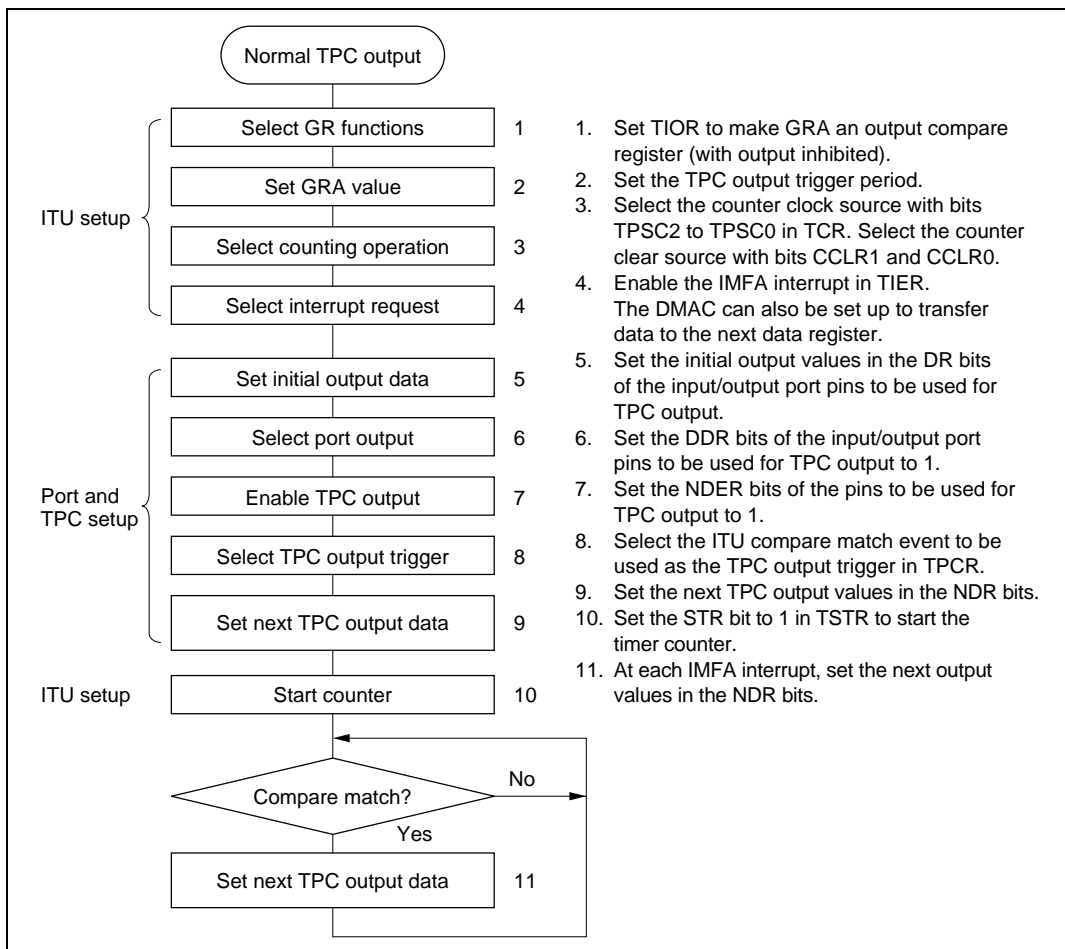 Normal TPC output
ITU setup
Select GR functions 1
Set GRA value 2
Select counting operation 3
Select interrupt request 4
Port and
TPC setup
Set initial output data 5
Select port output 6
Enable TPC output 7
Select TPC output trigger 8
Set next TPC output data 9
ITU setup
Start counter 10
Compare match?
No
Yes
Set next TPC output data 11
1. Set TIOR to make GRA an output compare
register (with output inhibited).
2. Set the TPC output trigger period.
3. Select the counter clock source with bits
TPSC2 to TPSC0 in TCR. Select the counter
clear source with bits CCLR1 and CCLR0.
4. Enable the IMFA interrupt in TIER.
The DMAC can also be set up to transfer
data to the next data register.
5. Set the initial output values in the DR bits
of the input/output port pins to be used for
TPC output.
6. Set the DDR bits of the input/output port
pins to be used for TPC output to 1.
7. Set the NDER bits of the pins to be used for
TPC output to 1.
8. Select the ITU compare match event to be
used as the TPC output trigger in TPCR.
9. Set the next TPC output values in the NDR bits.
10. Set the STR bit to 1 in TSTR to start the
timer counter.
11. At each IMFA interrupt, set the next output
values in the NDR bits.